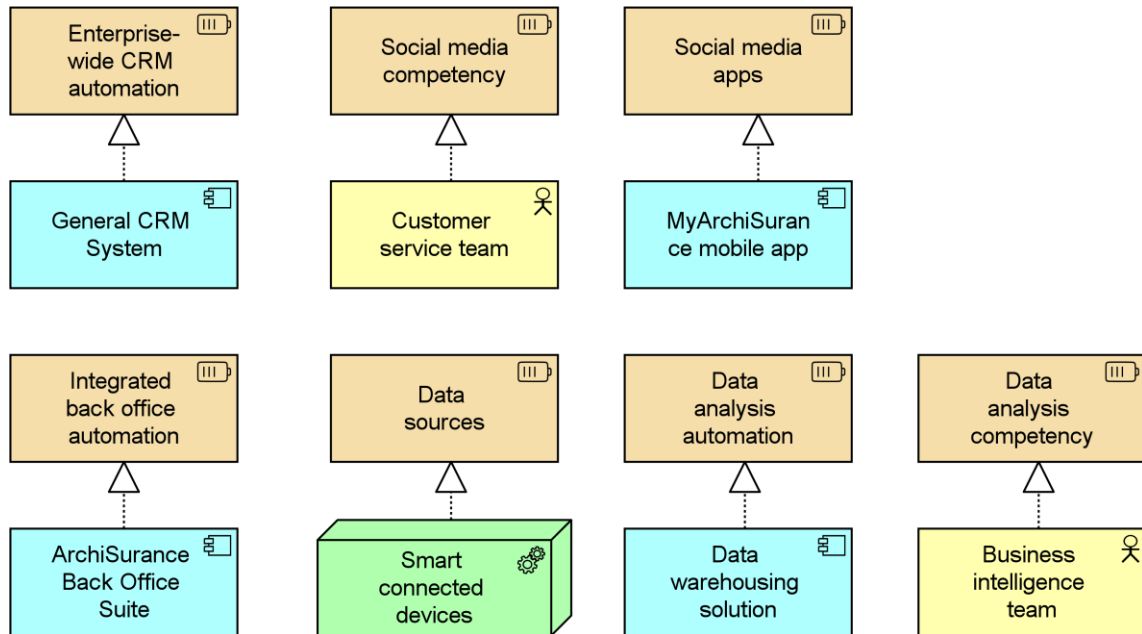 Enterprise-
wide CRM
automation
Social media
competency
Social media
apps
General CRM
System
Customer
service team
MyArchiSuran
ce mobile app
Integrated
back office
automation
Data
sources
Data
analysis
automation
Data
analysis
competency
ArchiSurance
Back Office
Suite
Smart
connected
devices
Data
warehousing
solution
Business
intelligence
team